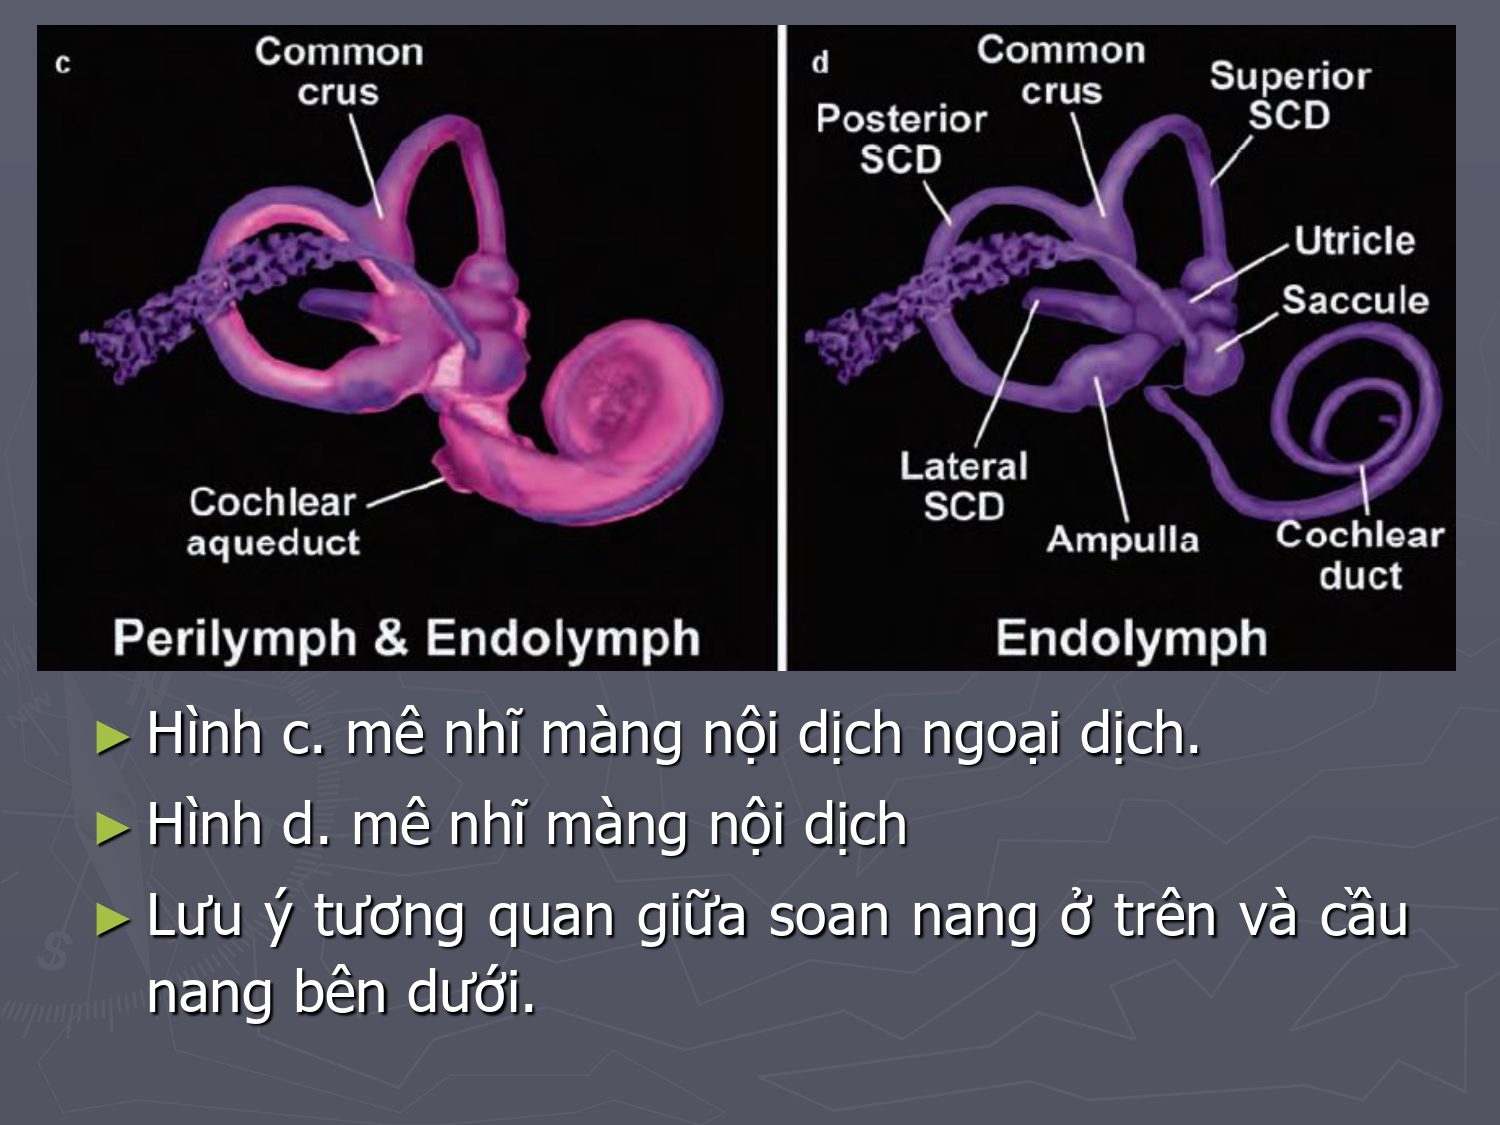 c
Common
crus
Cochlear
aqueduct
Perilymph & Endolymph
d
Common
crus
Superior
SCD
Posterior
SCD
Utricle
Saccule
Lateral
SCD
Ampulla
Cochlear
duct
Endolymph
► Hình c. mê nhĩ màng nội dịch ngoại dịch.
► Hình d. mê nhĩ màng nội dịch
► Lưu ý tương quan giữa soan nang ở trên và cầu
nang bên dưới.
NW
N
S